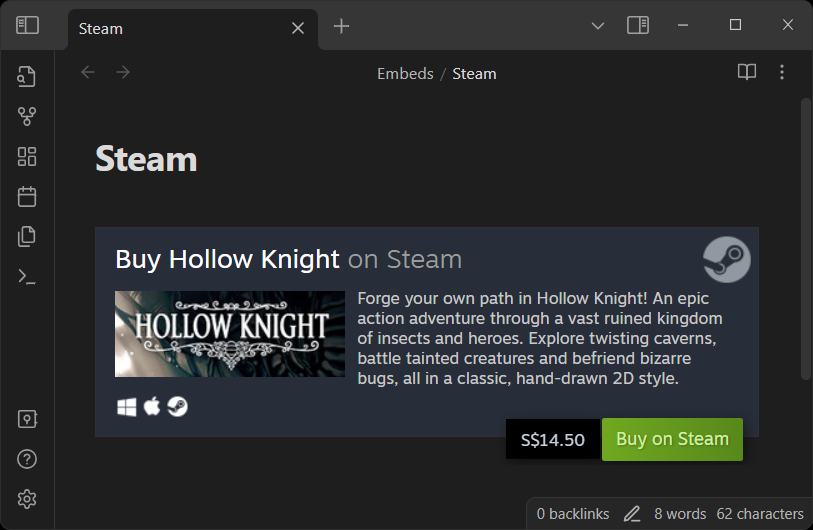 Steam
Embeds / Steam
Steam
Buy Hollow Knight on Steam
HOLLOW KNIGHT
Forge your own path in Hollow Knight! An epic
action adventure through a vast ruined kingdom
of insects and heroes. Explore twisting caverns,
battle tainted creatures and befriend bizarre
bugs, all in a classic, hand-drawn 2D style.
S$14.50
Buy on Steam
0 backlinks 8 words 62 characters